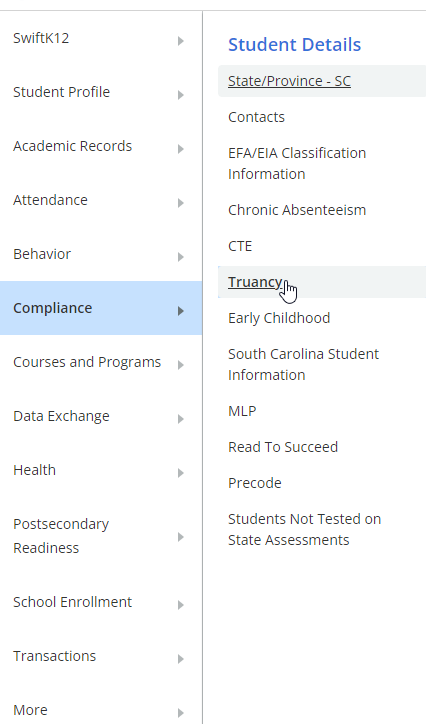 SwiftK12
Student Profile
Academic Records
Attendance
Behavior
Compliance
Courses and Programs
Data Exchange
Health
Postsecondary
Readiness
School Enrollment
Transactions
More
Student Details
State/Province - SC
Contacts
EFA/EIA Classification
Information
Chronic Absenteeism
CTE
Truancy
Early Childhood
South Carolina Student
Information
MLP
Read To Succeed
Precode
Students Not Tested on
State Assessments